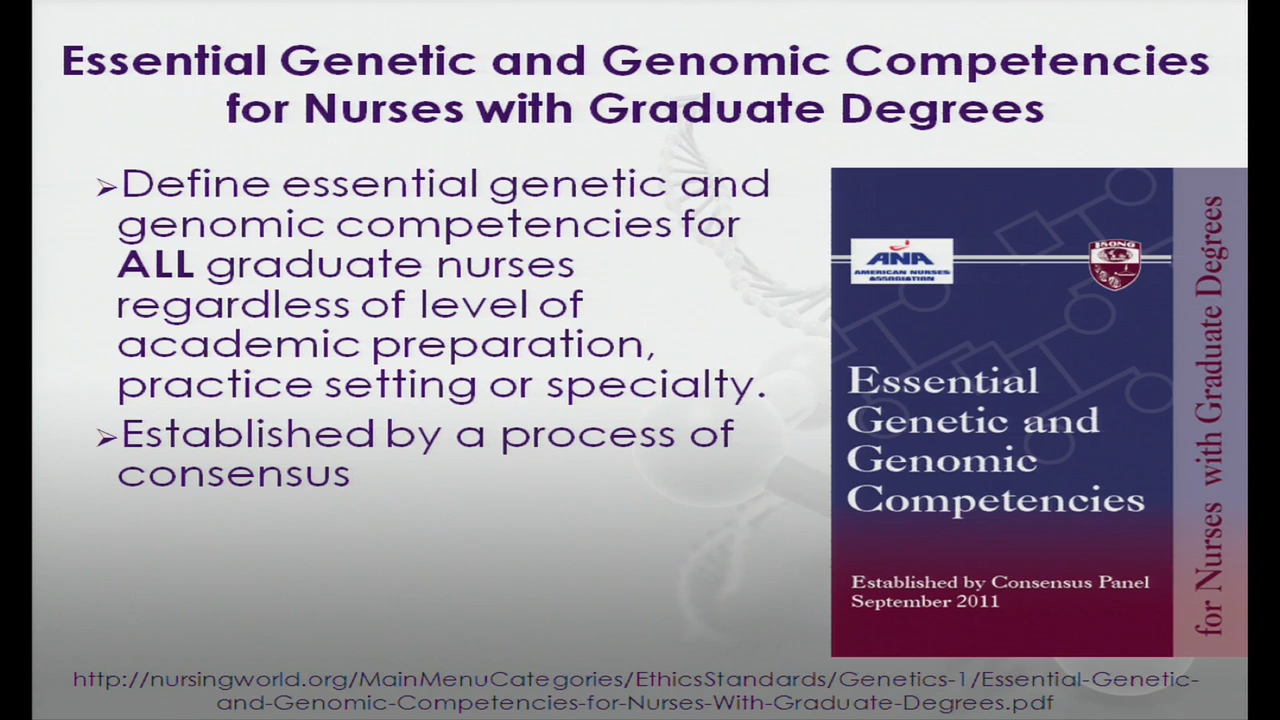 Essential Genetic and Genomic Competencies
for Nurses with Graduate Degrees
➢Define essential genetic and
genomic competencies for
ALL graduate nurses
regardless of level of
academic preparation,
practice setting or specialty.
➢Established by a process of
consensus
ANA
AMERICAN NURSES
ASSOCIATION
ISONG
Essential
Genetic and
Genomic
Competencies
Established by Consensus Panel
September 2011
for Nurses with Graduate Degrees
http://nursingworld.org/MainMenuCategories/EthicsStandards/Genetics-1/Essential-Genetic-
and-Genomic-Competencies-for-Nurses-With-Graduate-Degrees.pdf